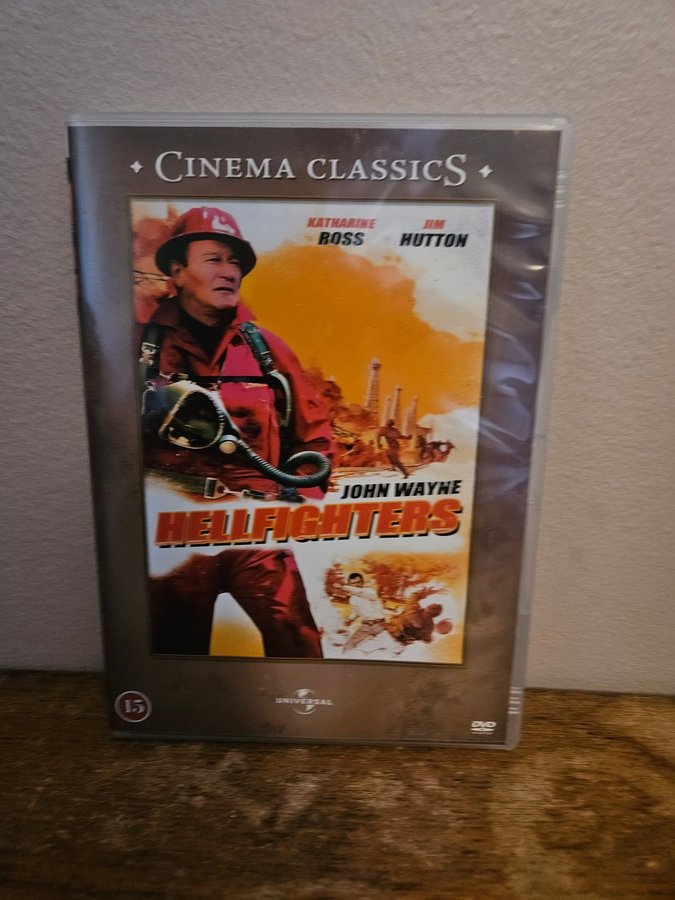 CINEMA CLASSICS
KATHARINE
ROSS
JIM
HUTTON
JOHN WAYNE
HELLFIGHTERS
15
UNIVERSAL
DVD